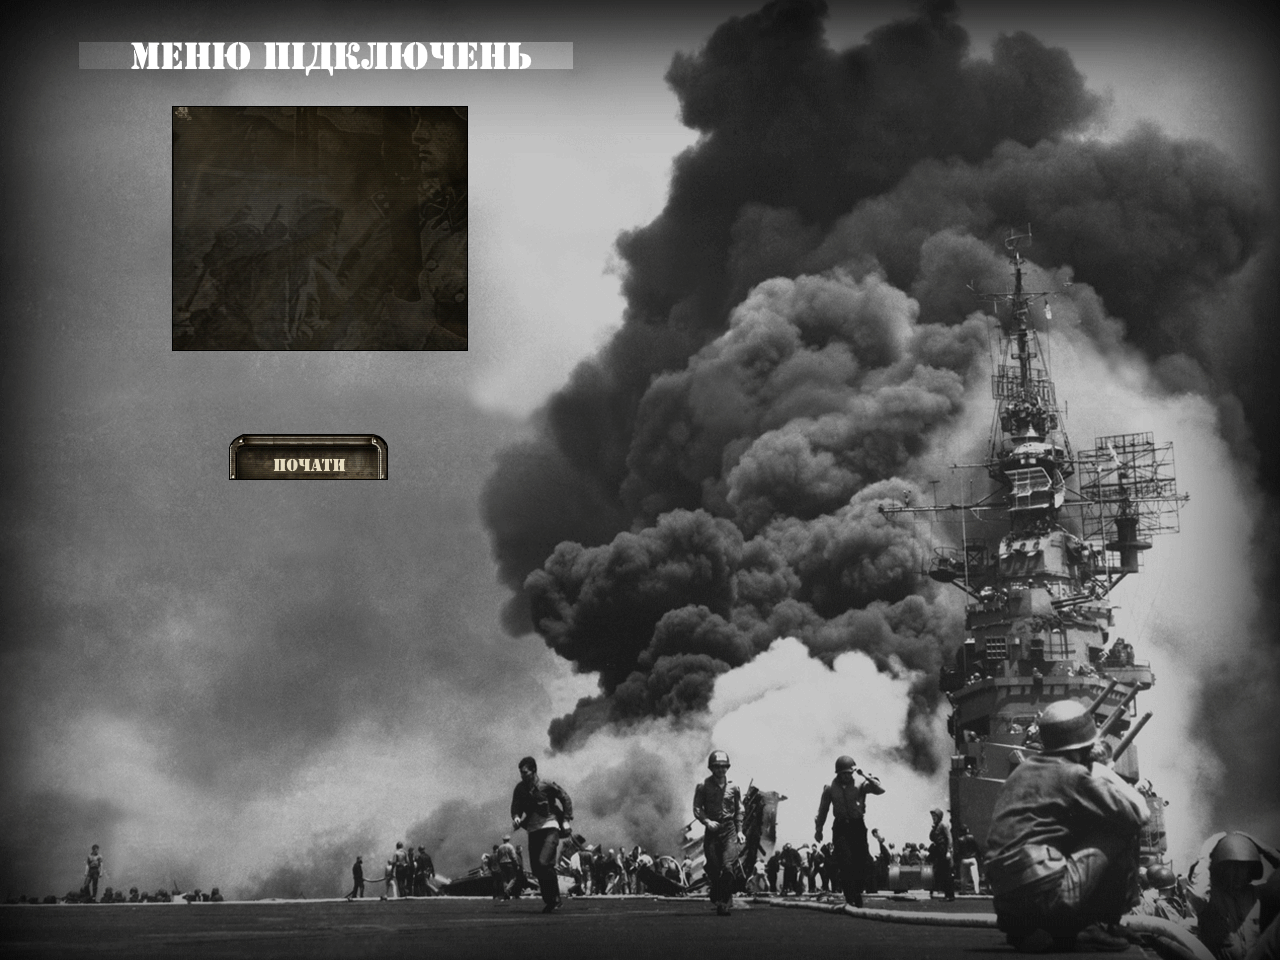 МЕНЮ ПІДКЛЮЧЕНЬ
ПОЧАТИ